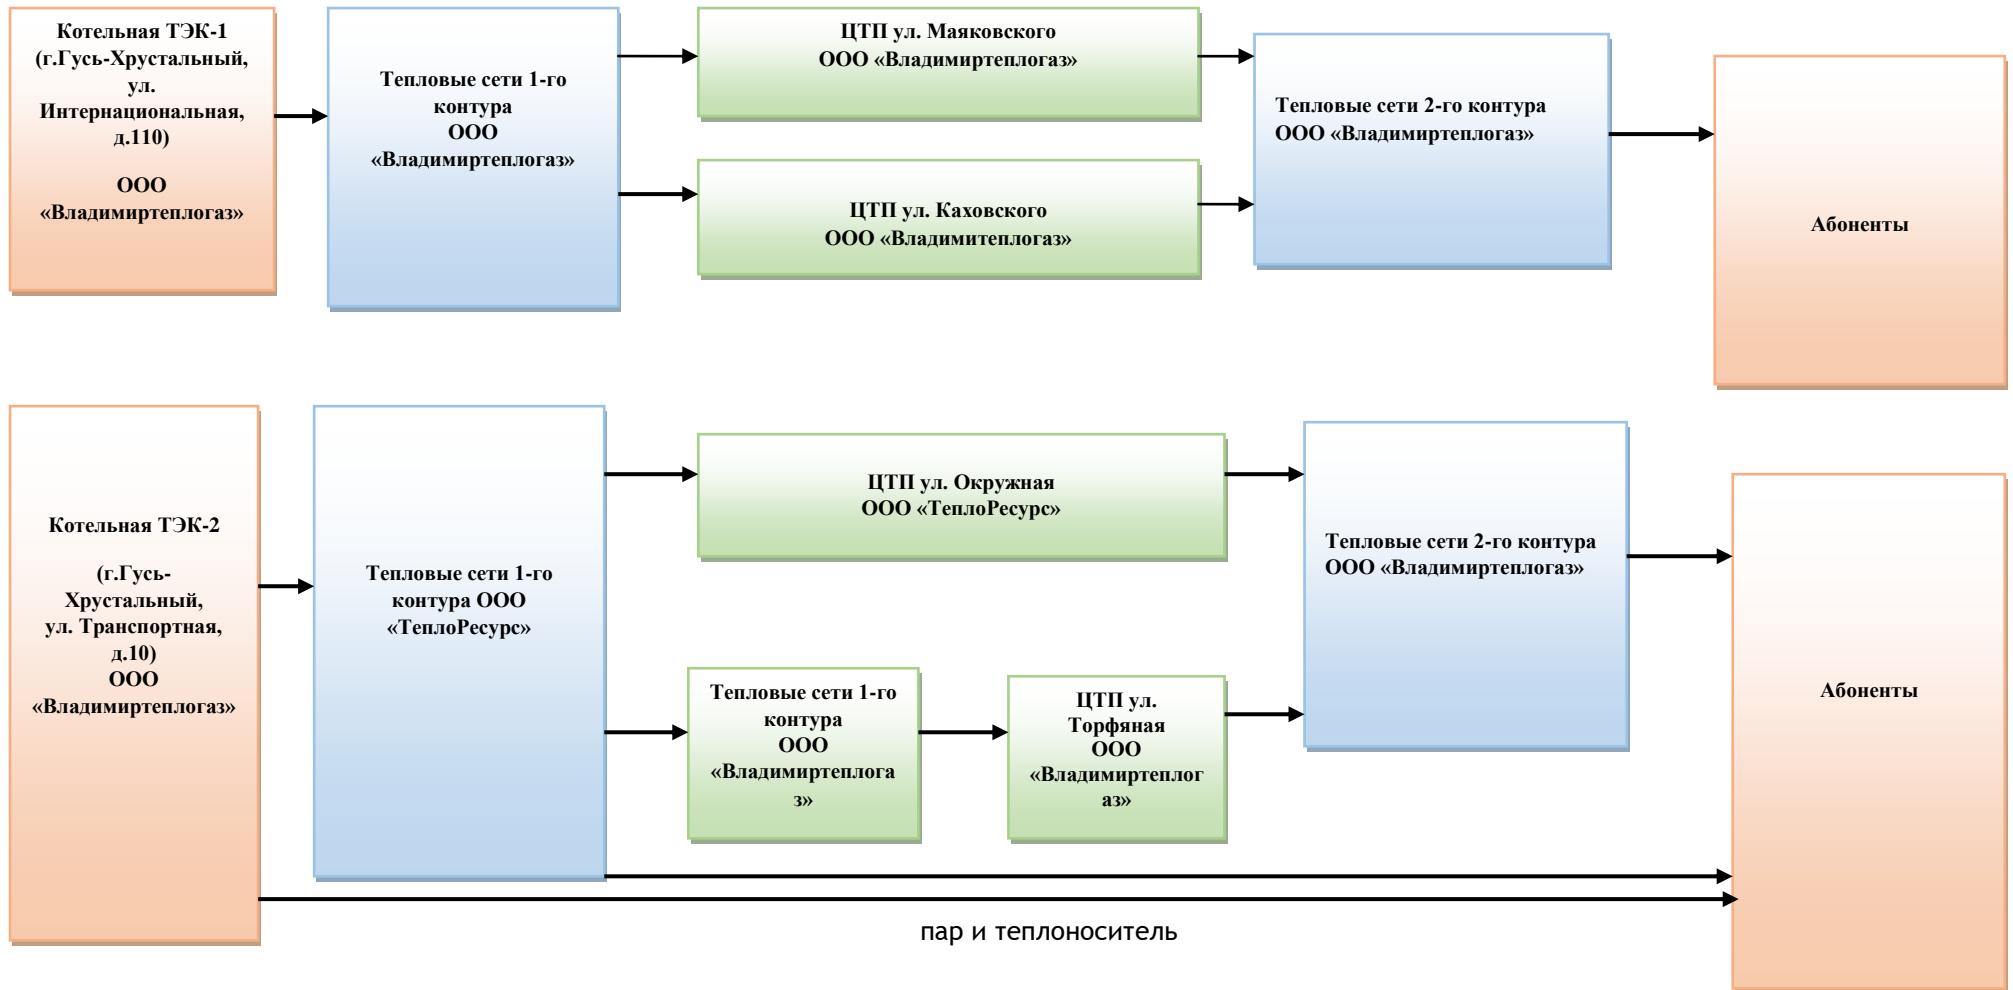 Котельная ТЭК-1
(г.Гусь-Хрустальный,
ул.
Интернациональная,
д.110)
ООО
«Владимиртеплогаз»
Тепловые сети 1-го
контура
ООО
«Владимиртеплогаз»
ЦТП ул. Маяковского
ООО «Владимиртеплогаз»
ЦТП ул. Каховского
ООО «Владимитеплогаз»
Тепловые сети 2-го контура
ООО «Владимиртеплогаз»
Абоненты
Котельная ТЭК-2
(г.Гусь-
Хрустальный,
ул. Транспортная,
д.10)
ООО
«Владимиртеплогаз»
Тепловые сети 1-го
контура ООО
«ТеплоРесурс»
ЦТП ул. Окружная
ООО «ТеплоРесурс»
Тепловые сети 1-го
контура
ООО
«Владимиртеплога
з»
ЦТП ул.
Торфяная
ООО
«Владимиртеплог
аз»
Тепловые сети 2-го контура
ООО «Владимиртеплогаз»
Абоненты
пар и теплоноситель